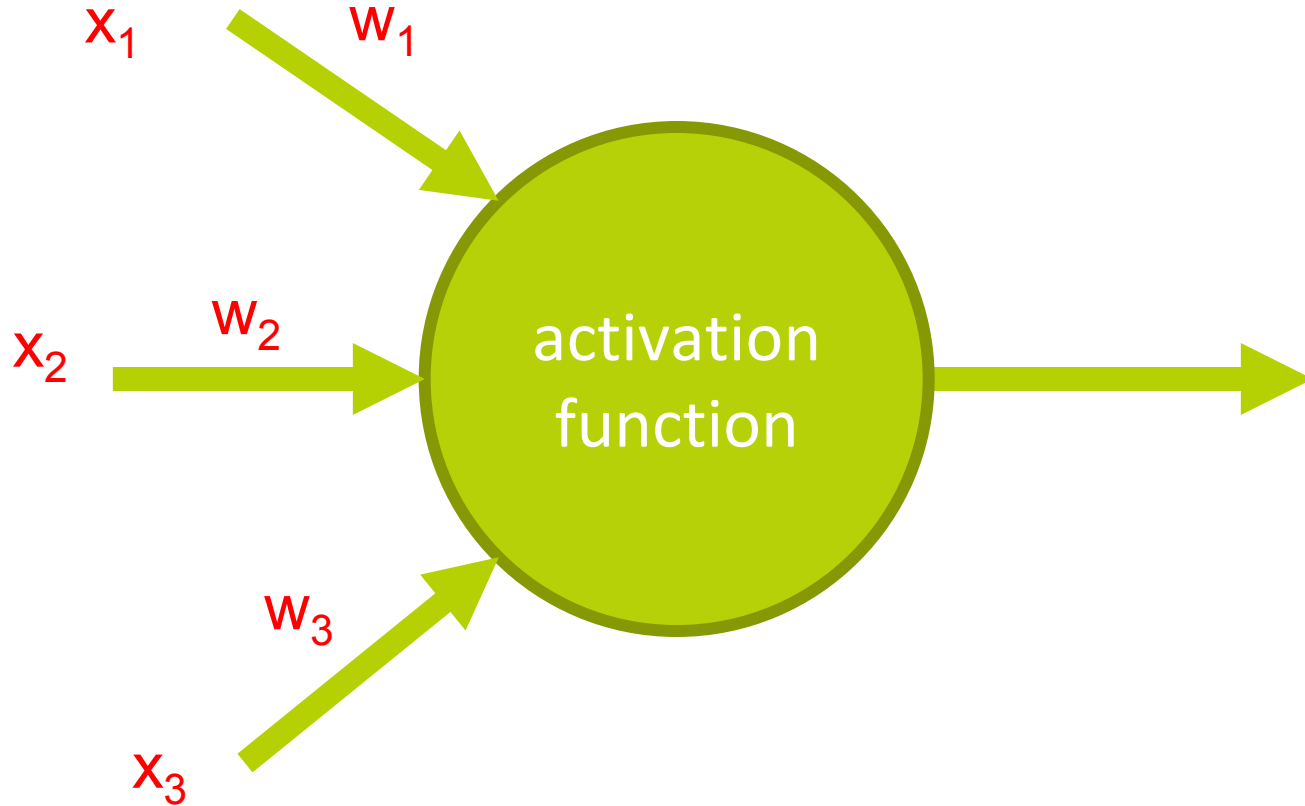 x₁
w₁
w₂
x₂
activation
function
w₃
x₃